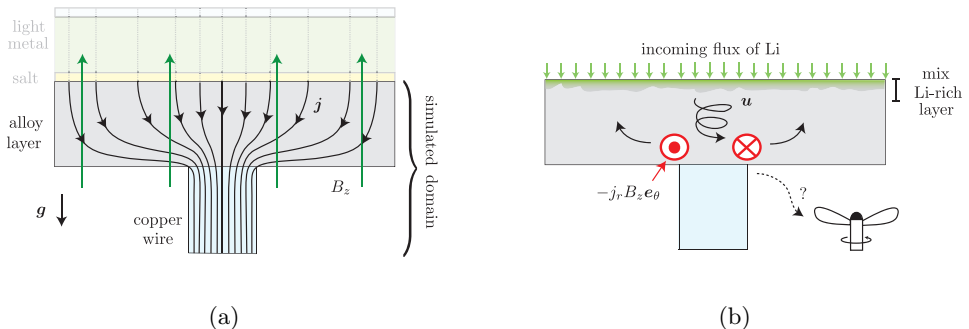 light
metal
salt
alloy
layer
j
simulated domain
B_z
g
copper
wire
(a)
incoming flux of Li
mix
Li-rich
layer
u
−j_r B_z e_θ
?
(b)